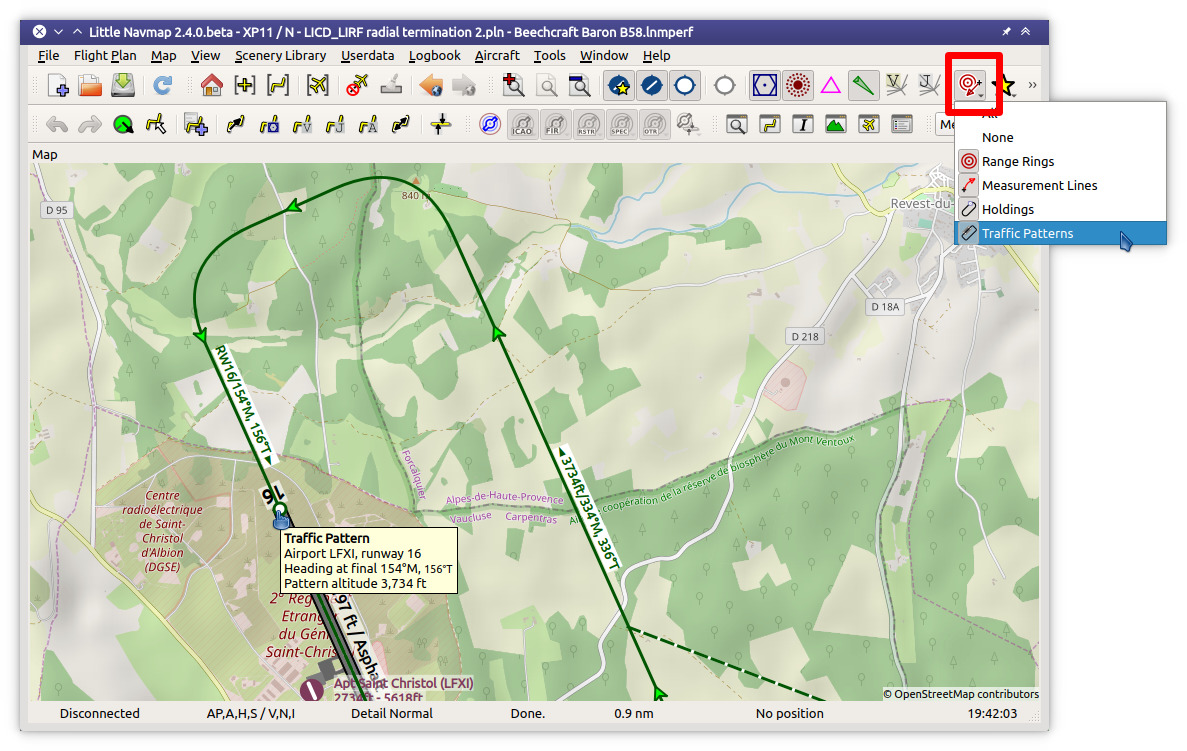 Little Navmap 2.4.0.beta - XP11 / N - LICD_LIRF radial termination 2.pln - Beechcraft Baron B58.lnmperf
File Flight Plan Map View Scenery Library Userdata Logbook Aircraft Tools Window Help
V J
»
V J A ICAO FIR RSTR SPEC OTR I
All
None
Range Rings
Measurement Lines
Holdings
Traffic Patterns
Map
840 m
D 95
Revest-du-
D 18A
D 218
RW16/154°M, 156°T
◄3734ft/334°M, 336°T
Forcalquier
Alpes-de-Haute-Provence
Vaucluse Carpentras
coopération de la réserve de biosphère du Mont Ventoux
Centre
radioélectrique
de Saint-
Christol
d'Albion
(DGSE)
16
Traffic Pattern
Airport LFXI, runway 16
Heading at final 154°M, 156°T
Pattern altitude 3,734 ft
Etrang
du Géni
Saint-Chris
97 ft / Aspha
Apt Saint Christol (LFXI)
2734ft - 5618ft
© OpenStreetMap contributors
Disconnected AP,A,H,S / V,N,I Detail Normal Done. 0.9 nm No position 19:42:03